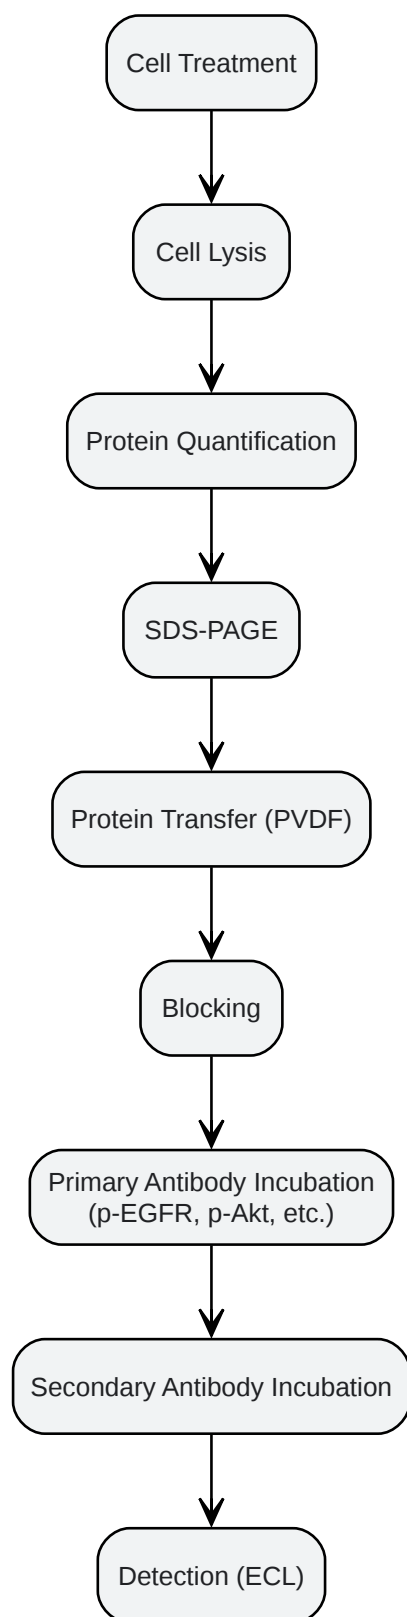 Cell Treatment
Cell Lysis
Protein Quantification
SDS-PAGE
Protein Transfer (PVDF)
Blocking
Primary Antibody Incubation
(p-EGFR, p-Akt, etc.)
Secondary Antibody Incubation
Detection (ECL)